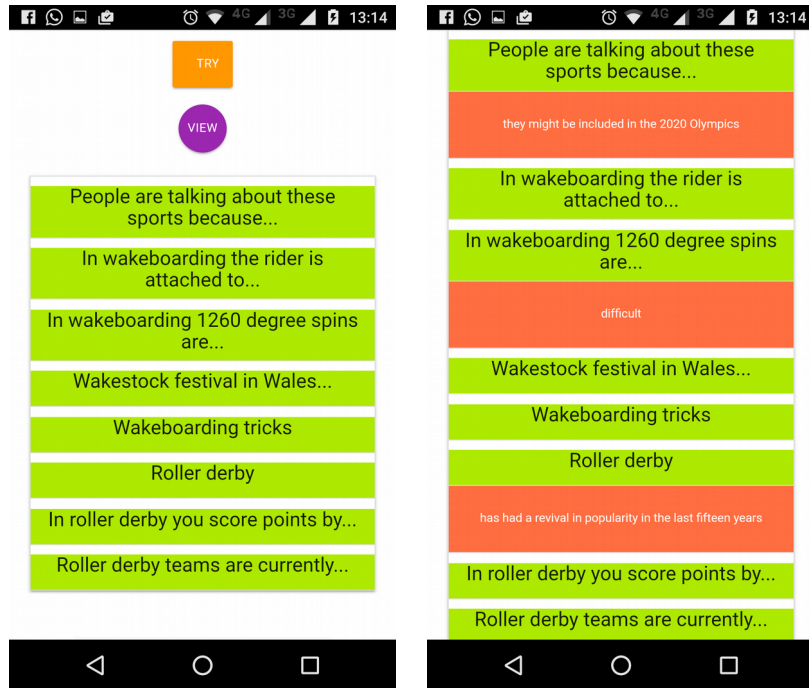 4G 3G 13:14
TRY
VIEW
People are talking about these
sports because...
In wakeboarding the rider is
attached to...
In wakeboarding 1260 degree spins
are...
Wakestock festival in Wales...
Wakeboarding tricks
Roller derby
In roller derby you score points by...
Roller derby teams are currently...
4G 3G 13:14
People are talking about these
sports because...
they might be included in the 2020 Olympics
In wakeboarding the rider is
attached to...
In wakeboarding 1260 degree spins
are...
difficult
Wakestock festival in Wales...
Wakeboarding tricks
Roller derby
has had a revival in popularity in the last fifteen years
In roller derby you score points by...
Roller derby teams are currently...